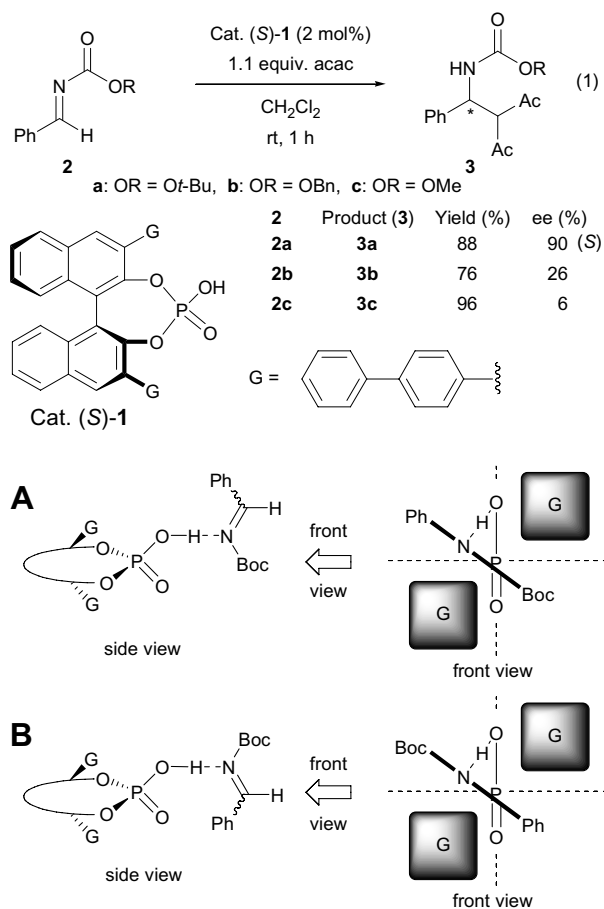 O
N
OR
Ph
H
2
Cat. (S)-1 (2 mol%)
1.1 equiv. acac
CH2Cl2
rt, 1 h
O
HN
OR
Ph
*
Ac
Ac
3
(1)
a: OR = Ot-Bu, b: OR = OBn, c: OR = OMe
G
O
O
P
OH
O
G
Cat. (S)-1
2 Product (3) Yield (%) ee (%)
2a 3a 88 90 (S)
2b 3b 76 26
2c 3c 96 6
G =
A
Ph
H
G
O
O
P
O
H
N
O
Boc
G
side view
front
view
Ph
N
H
O
G
P
G
O
Boc
front view
B
Boc
G
O
O
P
O
H
N
O
H
Ph
G
side view
front
view
Boc
N
H
O
G
P
G
O
Ph
front view